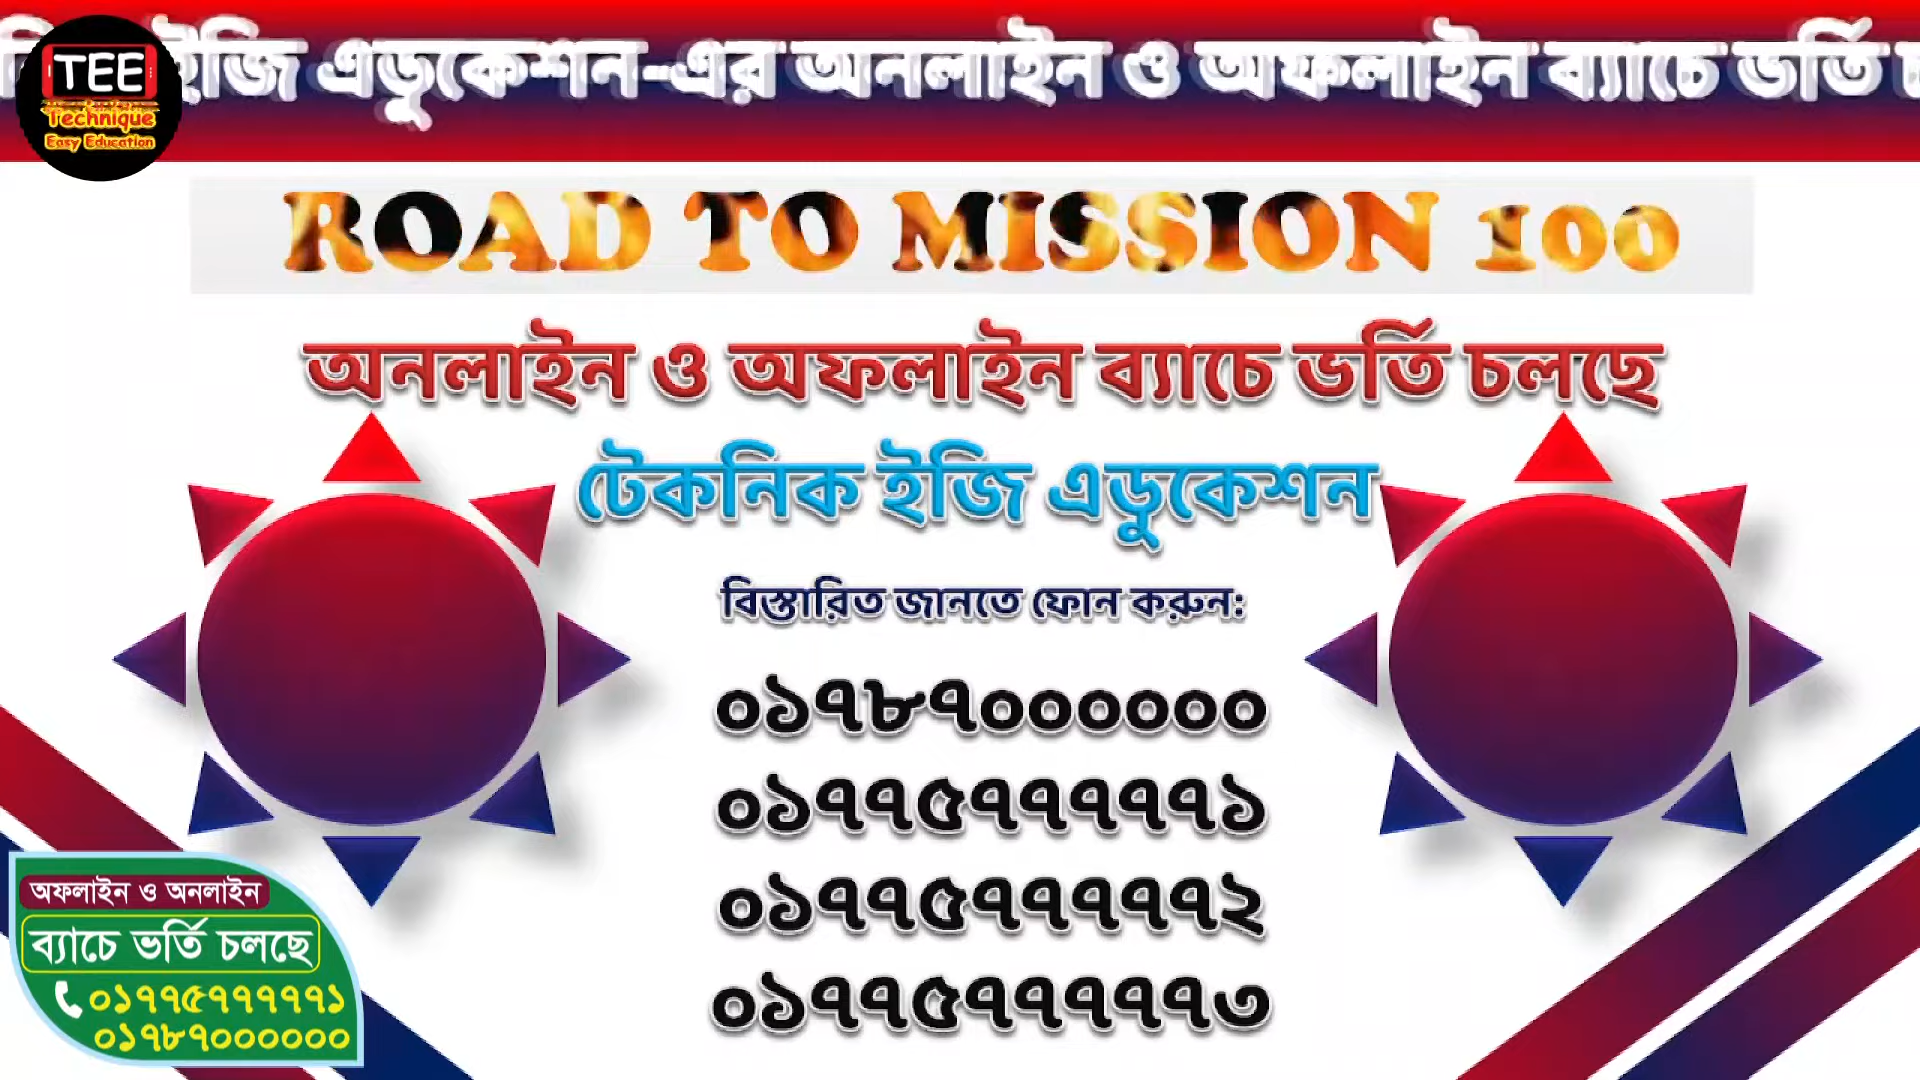 ইজি এডুকেশন-এর অনলাইন ও অফলাইন ব্যাচে ভর্তি
TEE
Technique
Easy Education
ROAD TO MISSION 100
অনলাইন ও অফলাইন ব্যাচে ভর্তি চলছে
টেকনিক ইজি এডুকেশন
বিস্তারিত জানতে ফোন করুন:
০১৭৮৭০০০০০০
০১৭৭৫৭৭৭৭৭১
০১৭৭৫৭৭৭৭৭২
০১৭৭৫৭৭৭৭৭৩
অফলাইন ও অনলাইন
ব্যাচে ভর্তি চলছে
০১৭৭৫৭৭৭৭৭১
০১৭৮৭০০০০০০